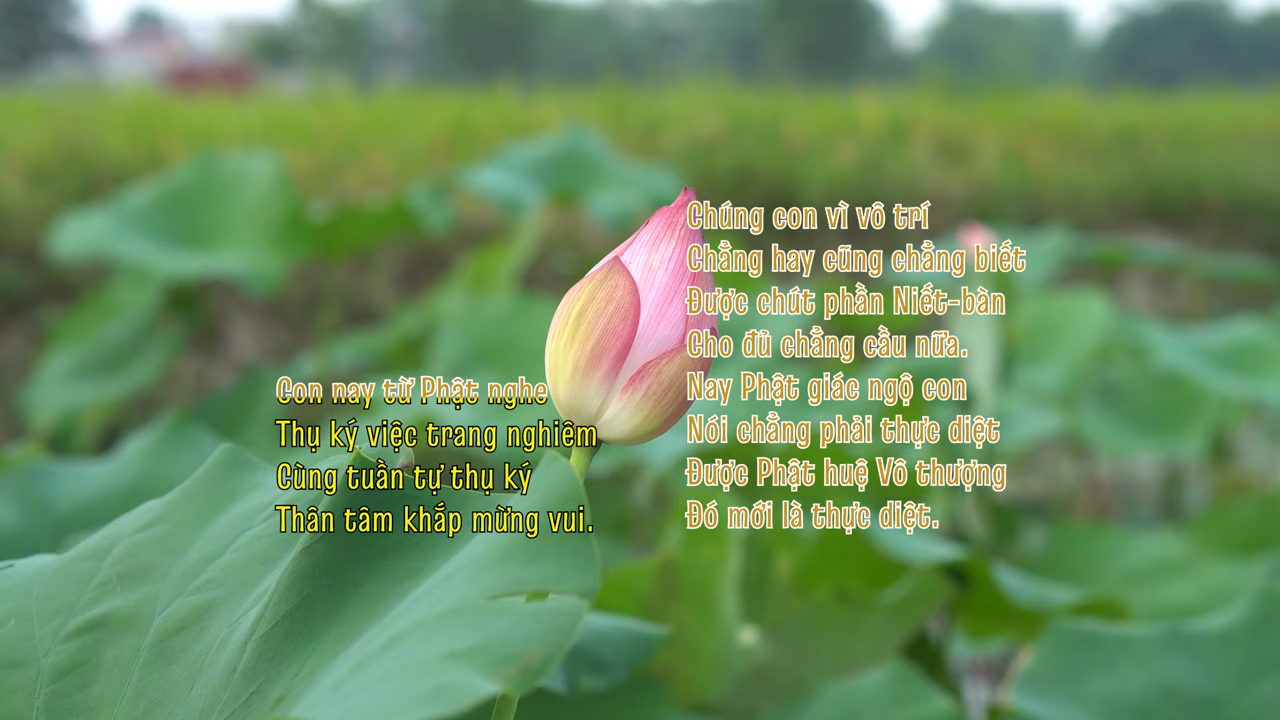 Chúng con vì vô trí
Chẳng hay cũng chẳng biết
Được chút phần Niết-bàn
Cho đủ chẳng cầu nữa.
Nay Phật giác ngộ con
Nói chẳng phải thực diệt
Được Phật huệ Vô thượng
Đó mới là thực diệt.
Con nay từ Phật nghe
Thụ ký việc trang nghiêm
Cùng tuần tự thụ ký
Thân tâm khắp mừng vui.